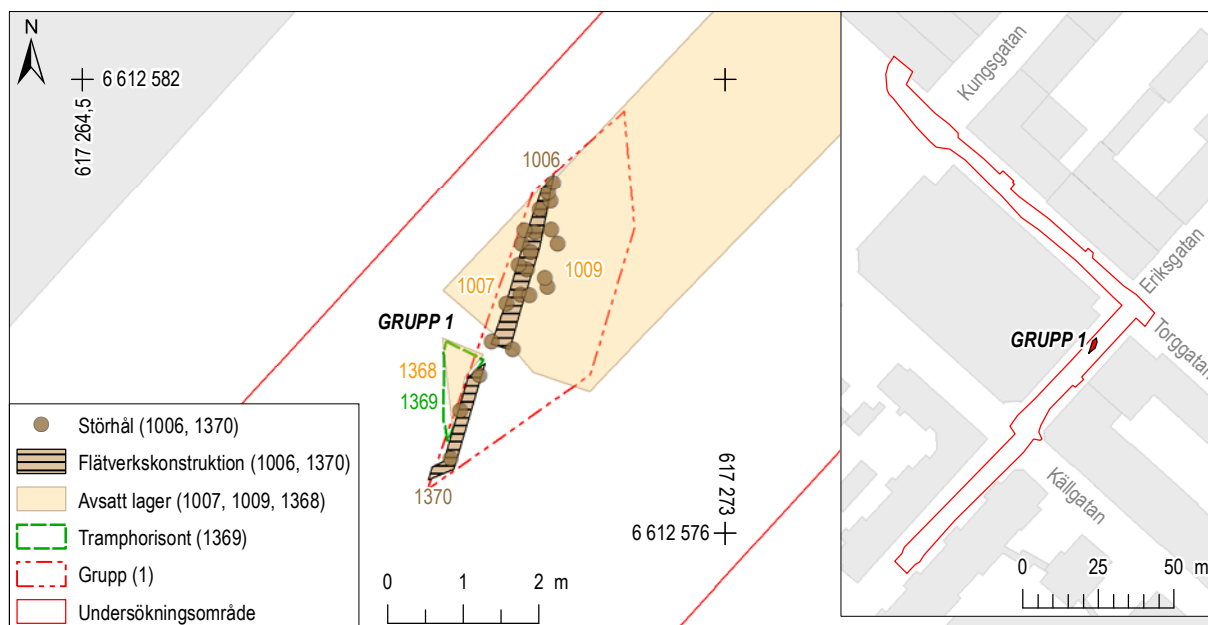 N
6 612 582
617 264,5
1006
1007
1009
GRUPP 1
1368
1369
1370
617 273
6 612 576
Störhål (1006, 1370)
Flätverkskonstruktion (1006, 1370)
Avsatt lager (1007, 1009, 1368)
Tramphorisont (1369)
Grupp (1)
Undersökningsområde
0 1 2 m
Kungsgatan
Eriksgatan
Torggatan
GRUPP 1
Källgatan
0 25 50 m